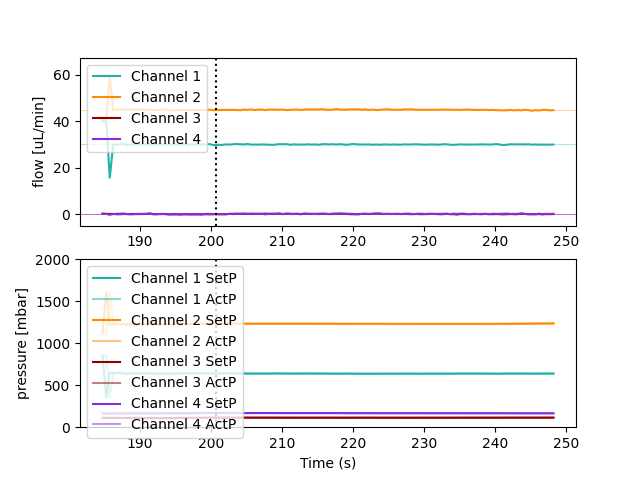 flow [uL/min]
60
40
20
0
Channel 1
Channel 2
Channel 3
Channel 4
190 200 210 220 230 240 250
pressure [mbar]
2000
1500
1000
500
0
Channel 1 SetP
Channel 1 ActP
Channel 2 SetP
Channel 2 ActP
Channel 3 SetP
Channel 3 ActP
Channel 4 SetP
Channel 4 ActP
190 200 210 220 230 240 250
Time (s)